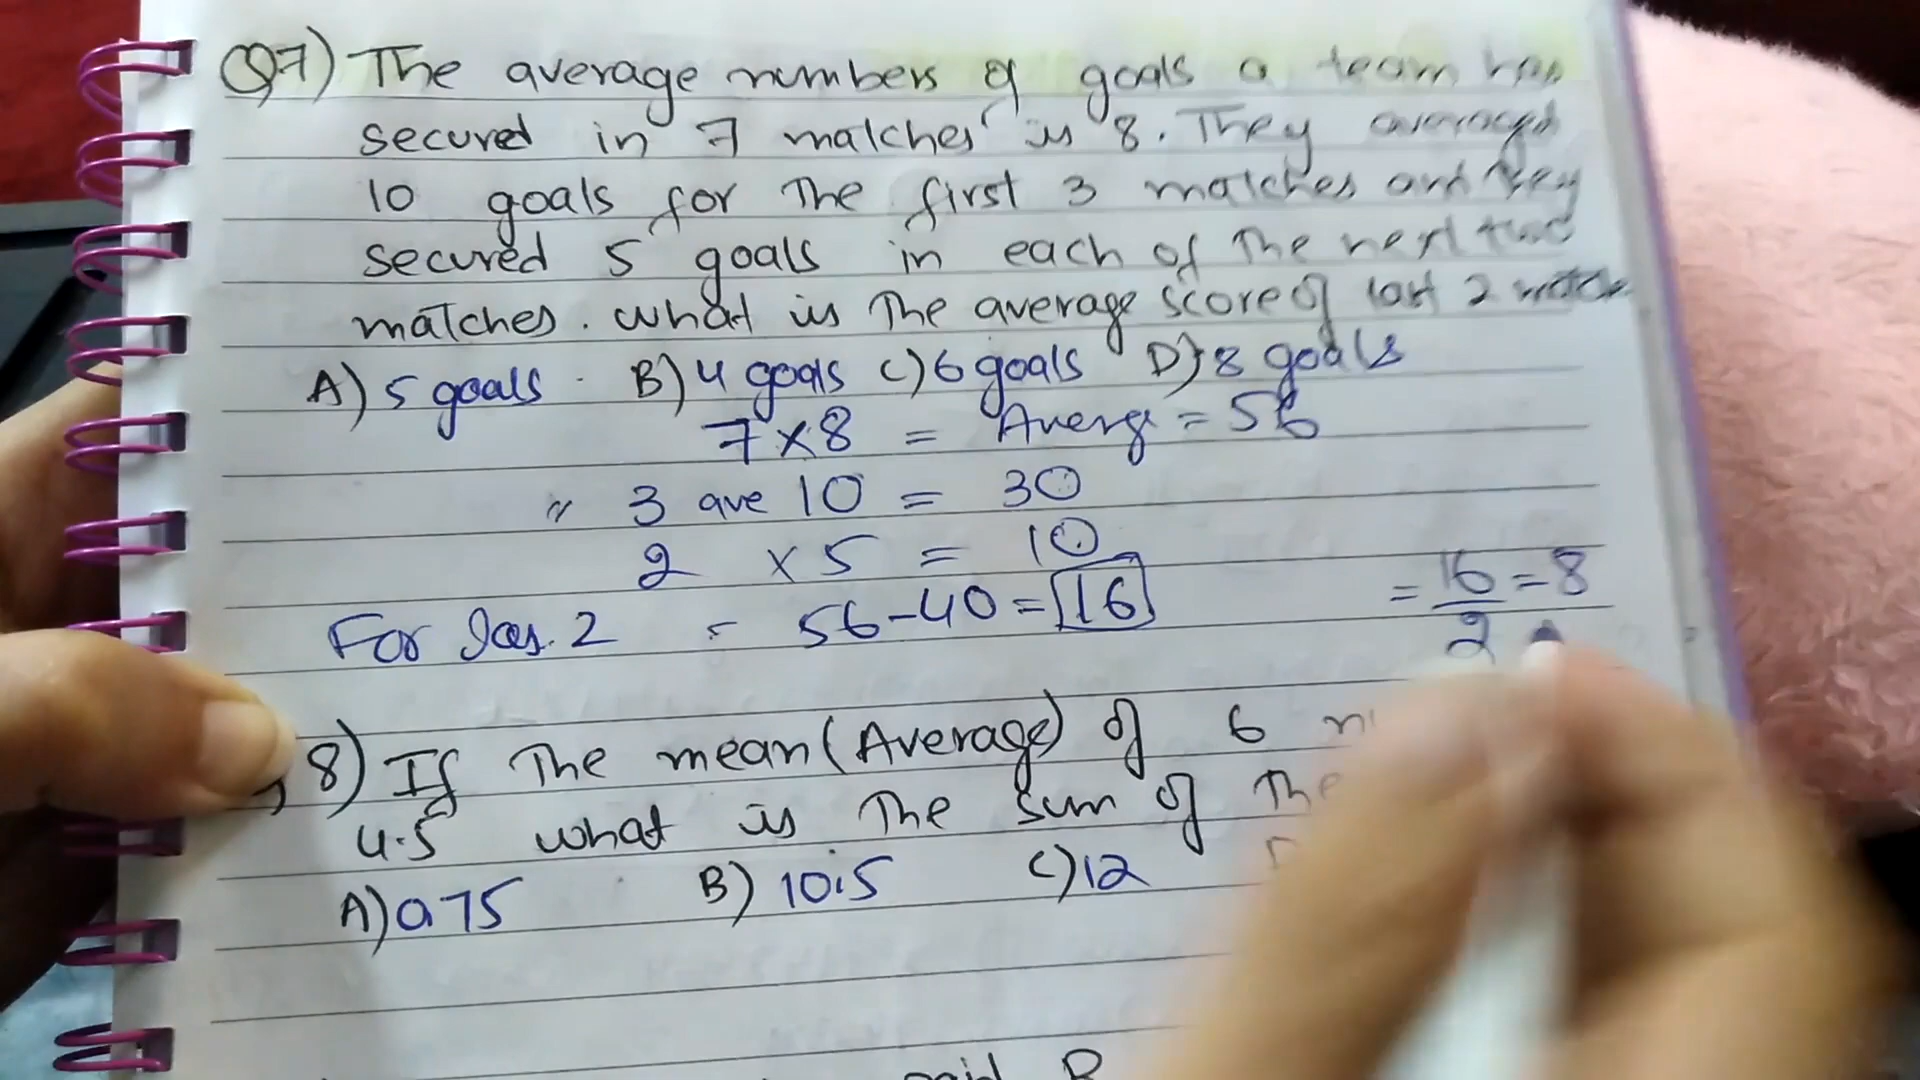 Q7) The average numbers of goals a team has
secured in 7 matches is 8. They averaged
10 goals for the first 3 matches and they
secured 5 goals in each of the next two
matches. what is the average score of last 2 match
A) 5 goals. B) 4 goals C) 6 goals D) 8 goals
7 × 8 = Averg = 56
" 3 ave 10 = 30
2 × 5 = 10
For las. 2 = 56-40 = 16
= 16/2 = 8
8) If The mean (Average) of 6
4.5 what is The sum of The
A) 0.75 B) 10.5 C) 12
said B